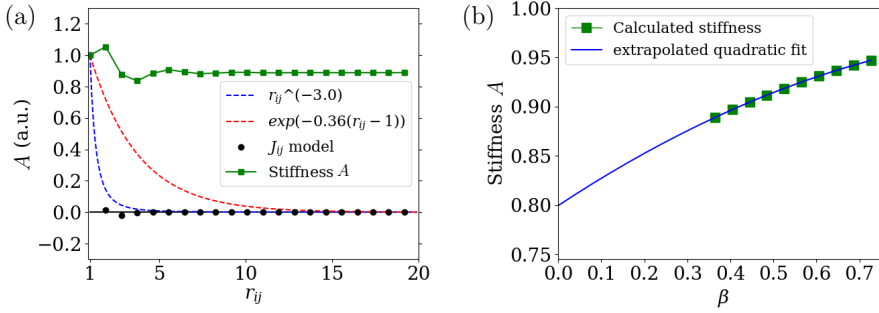 (a)
A (a.u.)
1.2
1.0
0.8
0.6
0.4
0.2
0.0
−0.2
r_ij^(−3.0)
exp(−0.36(r_ij − 1))
J_ij model
Stiffness A
1 5 10 15 20
r_ij
(b)
Stiffness A
1.00
0.95
0.90
0.85
0.80
0.75
Calculated stiffness
extrapolated quadratic fit
0.0 0.1 0.2 0.3 0.4 0.5 0.6 0.7
β